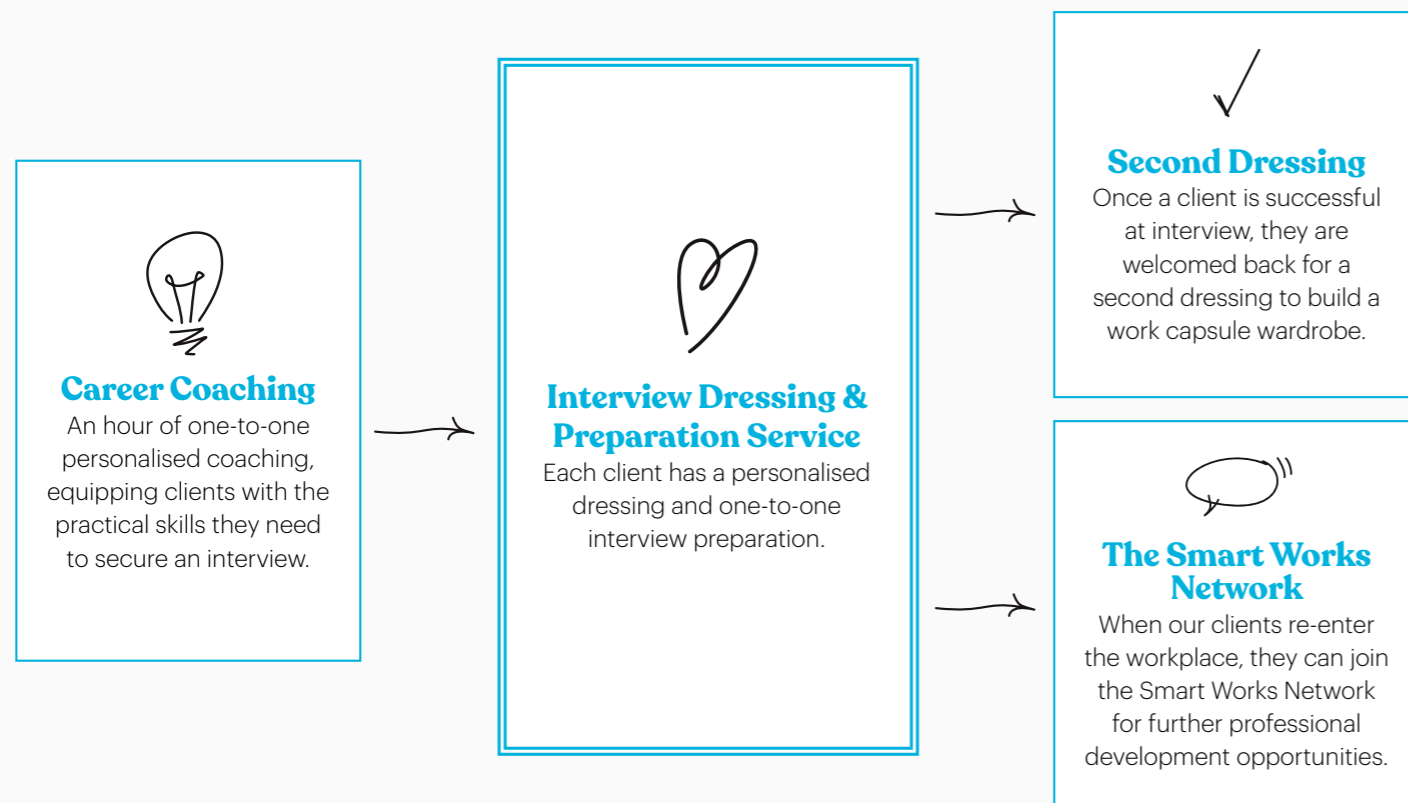 Career Coaching
An hour of one-to-one
personalised coaching,
equipping clients with the
practical skills they need
to secure an interview.
Interview Dressing &
Preparation Service
Each client has a personalised
dressing and one-to-one
interview preparation.
Second Dressing
Once a client is successful
at interview, they are
welcomed back for a
second dressing to build a
work capsule wardrobe.
The Smart Works
Network
When our clients re-enter
the workplace, they can join
the Smart Works Network
for further professional
development opportunities.